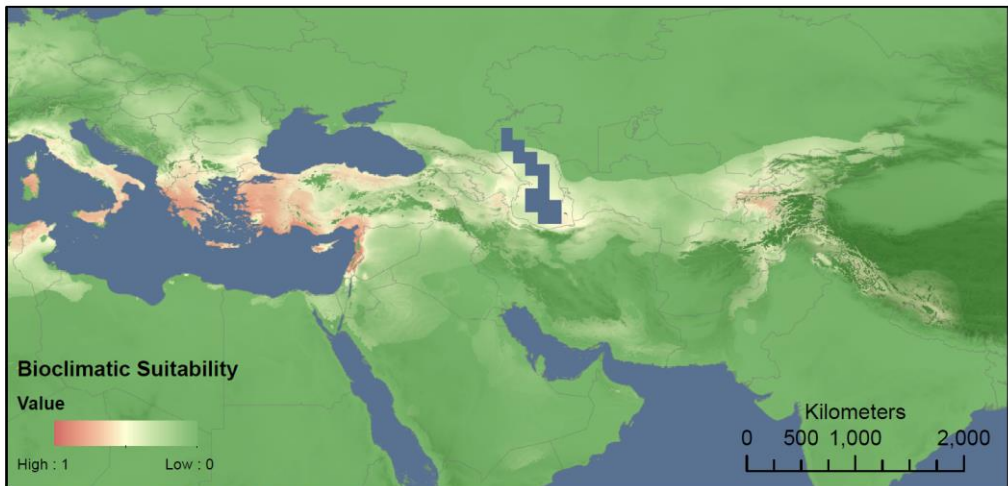 Bioclimatic Suitability
Value
High : 1 Low : 0
Kilometers
0 500 1,000 2,000